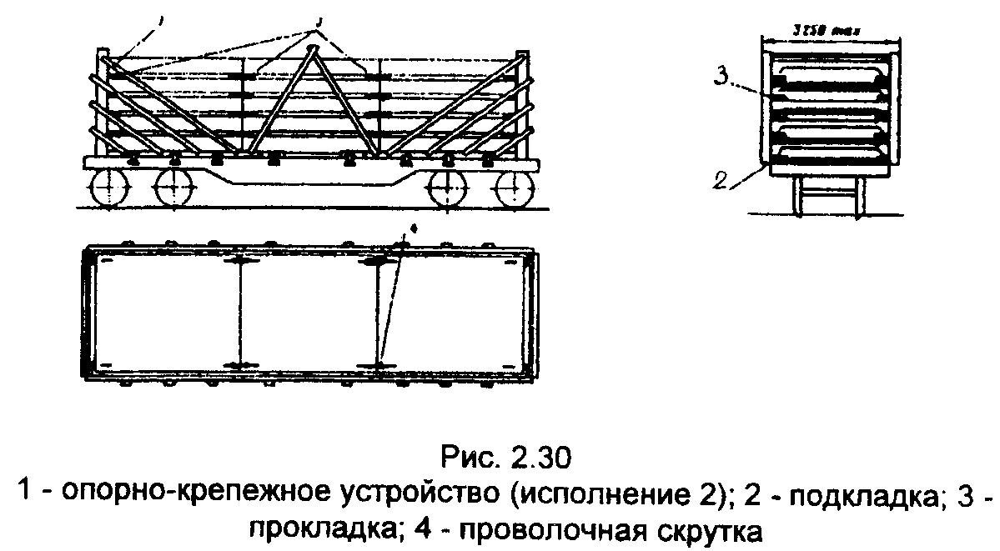 1
3
3250 max
3
2
4
Рис. 2.30
1 - опорно-крепежное устройство (исполнение 2); 2 - подкладка; 3 -
прокладка; 4 - проволочная скрутка